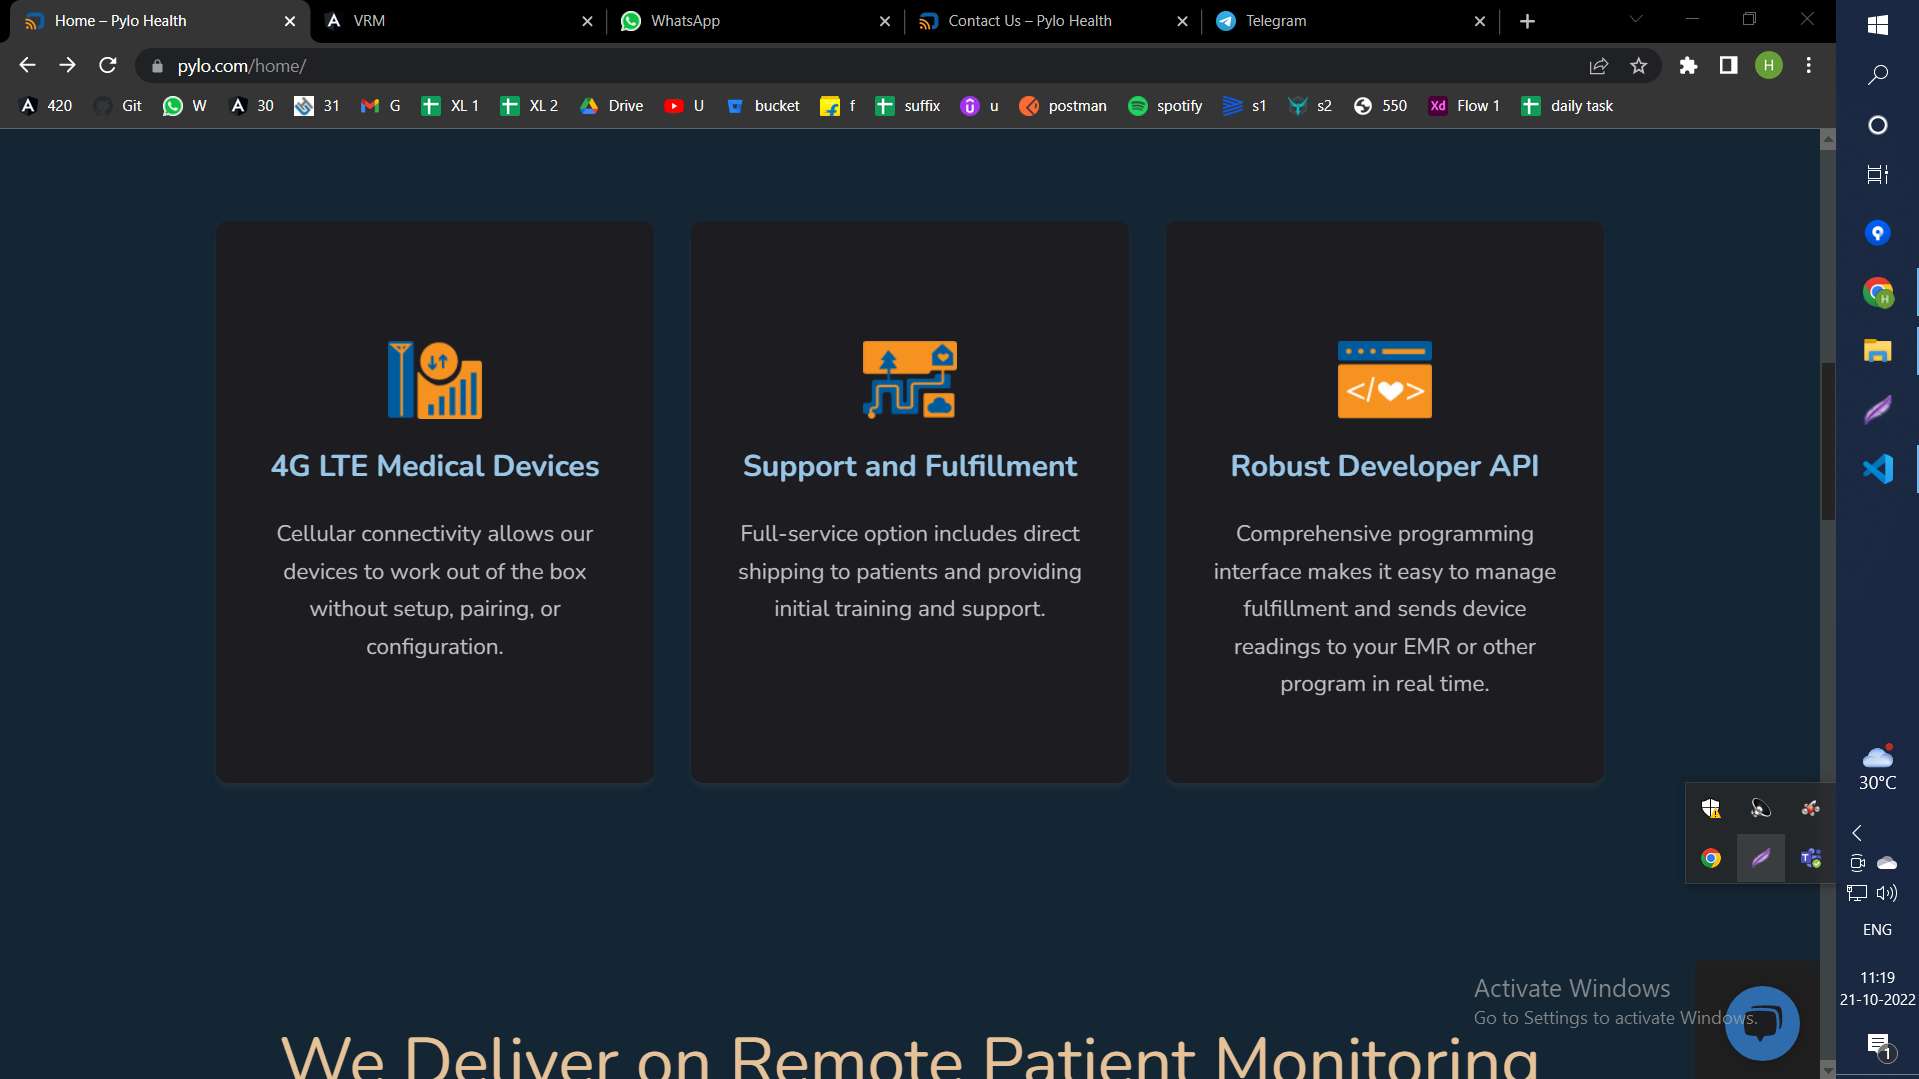 Home – Pylo Health
VRM
WhatsApp
Contact Us – Pylo Health
Telegram
pylo.com/home/
H
420
Git
W
30
31
G
XL 1
XL 2
Drive
U
bucket
f
suffix
u
postman
spotify
s1
s2
550
Xd
Flow 1
daily task
4G LTE Medical Devices
Cellular connectivity allows our
devices to work out of the box
without setup, pairing, or
configuration.
Support and Fulfillment
Full-service option includes direct
shipping to patients and providing
initial training and support.
Robust Developer API
Comprehensive programming
interface makes it easy to manage
fulfillment and sends device
readings to your EMR or other
program in real time.
We Deliver on Remote Patient Monitoring
Activate Windows
Go to Settings to activate Windows.
H
30°C
ENG
11:19
21-10-2022
1